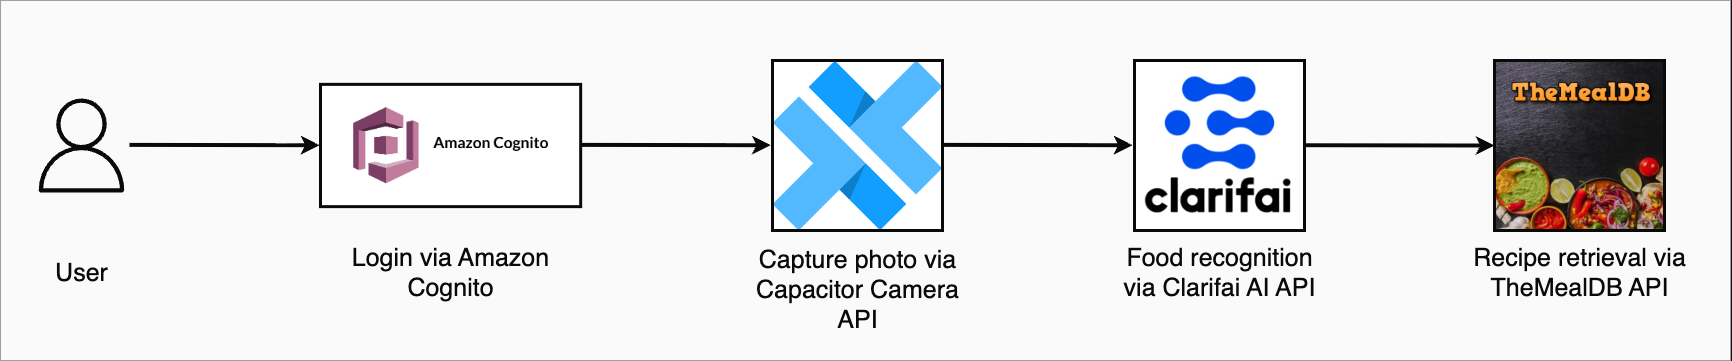 User
Amazon Cognito
Login via Amazon
Cognito
Capture photo via
Capacitor Camera
API
clarifai
Food recognition
via Clarifai AI API
TheMealDB
Recipe retrieval via
TheMealDB API